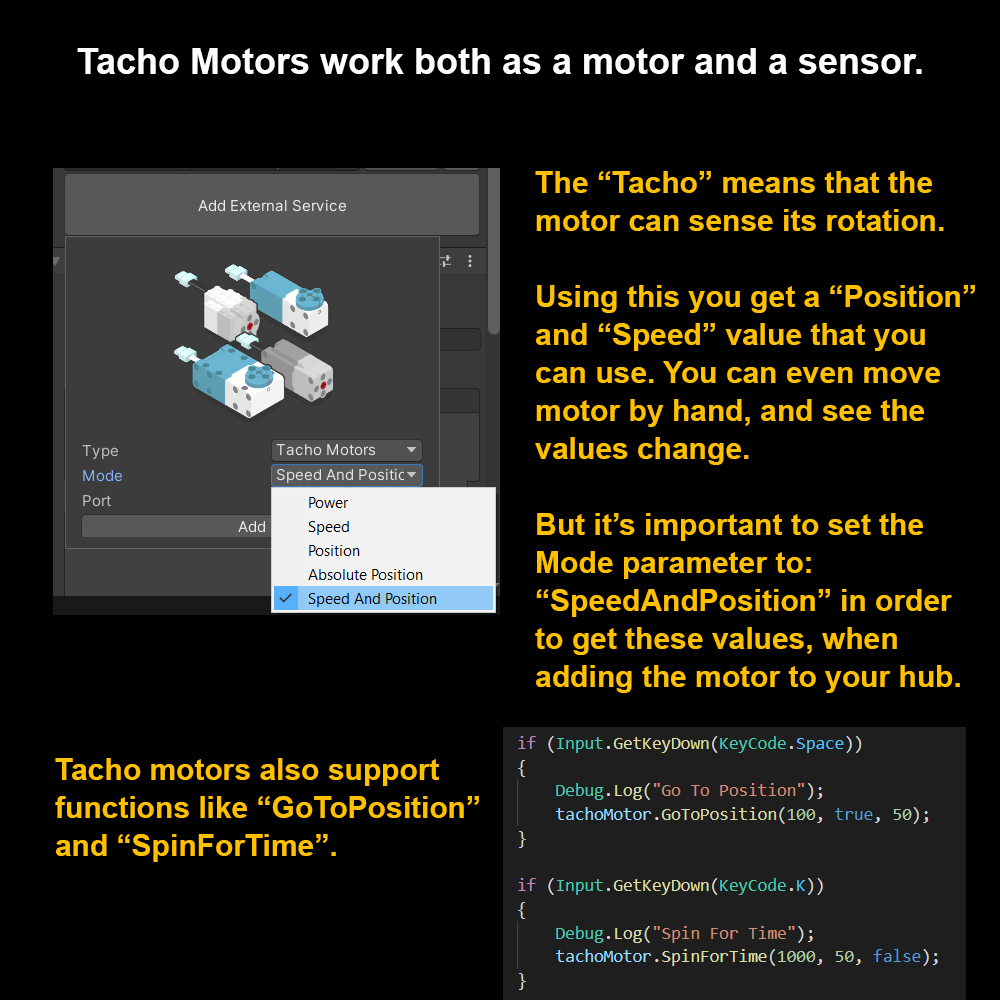 Tacho Motors work both as a motor and a sensor.
Add External Service
Type
Tacho Motors
Mode
Speed And Positic
Port
Add
Power
Speed
Position
Absolute Position
Speed And Position
The “Tacho” means that the
motor can sense its rotation.
Using this you get a “Position”
and “Speed” value that you
can use. You can even move
motor by hand, and see the
values change.
But it’s important to set the
Mode parameter to:
“SpeedAndPosition” in order
to get these values, when
adding the motor to your hub.
Tacho motors also support
functions like “GoToPosition”
and “SpinForTime”.
if (Input.GetKeyDown(KeyCode.Space))
{
Debug.Log("Go To Position");
tachoMotor.GoToPosition(100, true, 50);
}
if (Input.GetKeyDown(KeyCode.K))
{
Debug.Log("Spin For Time");
tachoMotor.SpinForTime(1000, 50, false);
}